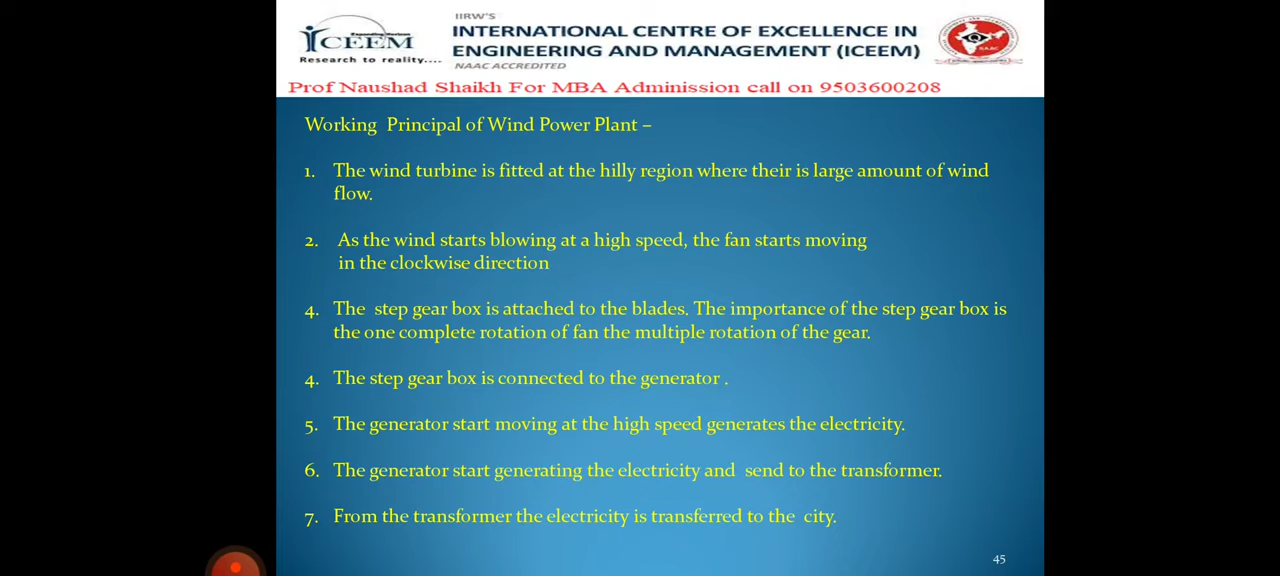 IIRW'S
INTERNATIONAL CENTRE OF EXCELLENCE IN
ENGINEERING AND MANAGEMENT (ICEEM)
NAAC ACCREDITED
ICEEM
Research to reality....
NAAC
Prof Naushad Shaikh For MBA Adminission call on 9503600208
Working Principal of Wind Power Plant –
1. The wind turbine is fitted at the hilly region where their is large amount of wind
flow.
2. As the wind starts blowing at a high speed, the fan starts moving
in the clockwise direction
4. The step gear box is attached to the blades. The importance of the step gear box is
the one complete rotation of fan the multiple rotation of the gear.
4. The step gear box is connected to the generator .
5. The generator start moving at the high speed generates the electricity.
6. The generator start generating the electricity and send to the transformer.
7. From the transformer the electricity is transferred to the city.
45